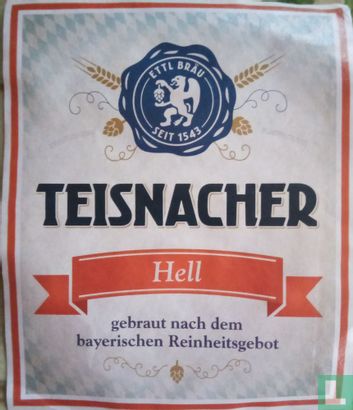 ETTL BRÄU
SEIT 1543
TEISNACHER
Hell
gebraut nach dem
bayerischen Reinheitsgebot